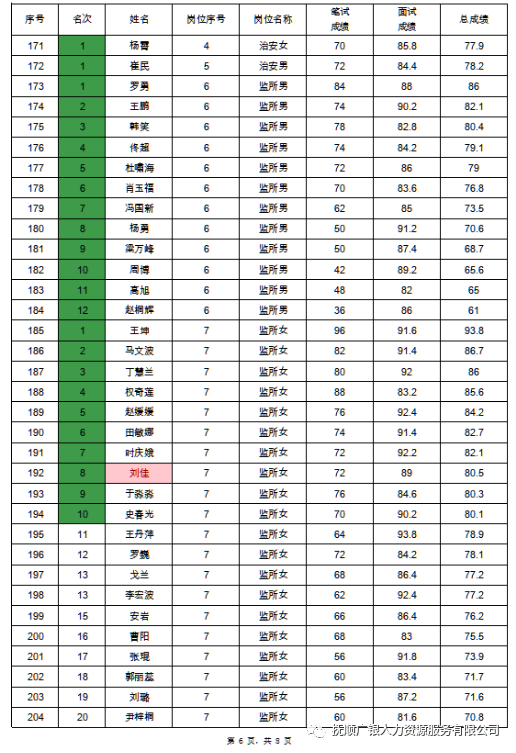 序号 名次 姓名 岗位序号 岗位名称 笔试成绩 面试成绩 总成绩
171 1 杨霄 4 治安女 70 85.8 77.9
172 1 崔民 5 治安男 72 84.4 78.2
173 1 罗勇 6 监所男 84 88 86
174 2 王鹏 6 监所男 74 90.2 82.1
175 3 韩笑 6 监所男 78 82.8 80.4
176 4 佟超 6 监所男 74 84.2 79.1
177 5 杜啸海 6 监所男 72 86 79
178 6 肖玉福 6 监所男 70 83.6 76.8
179 7 冯国新 6 监所男 62 85 73.5
180 8 杨勇 6 监所男 50 91.2 70.6
181 9 梁万峰 6 监所男 50 87.4 68.7
182 10 周博 6 监所男 42 89.2 65.6
183 11 高旭 6 监所男 48 82 65
184 12 赵桐辉 6 监所男 36 86 61
185 1 王坤 7 监所女 96 91.6 93.8
186 2 马文波 7 监所女 82 91.4 86.7
187 3 丁慧兰 7 监所女 80 92 86
188 4 权奇莲 7 监所女 88 83.2 85.6
189 5 赵媛媛 7 监所女 76 92.4 84.2
190 6 田敏娜 7 监所女 74 91.4 82.7
191 7 时庆娥 7 监所女 72 92.2 82.1
192 8 刘佳 7 监所女 72 89 80.5
193 9 于淼淼 7 监所女 76 84.6 80.3
194 10 史春光 7 监所女 70 90.2 80.1
195 11 王丹萍 7 监所女 64 93.8 78.9
196 12 罗巍 7 监所女 72 84.2 78.1
197 13 戈兰 7 监所女 68 86.4 77.2
198 13 李宏波 7 监所女 62 92.4 77.2
199 15 安岩 7 监所女 66 86.4 76.2
200 16 曹阳 7 监所女 68 83 75.5
201 17 张琨 7 监所女 56 91.8 73.9
202 18 郭丽蕊 7 监所女 60 83.4 71.7
203 19 刘璐 7 监所女 56 87.2 71.6
204 20 尹梓桐 7 监所女 60 81.6 70.8
抚顺广银人力资源服务有限公司
第 6 页，共 8 页